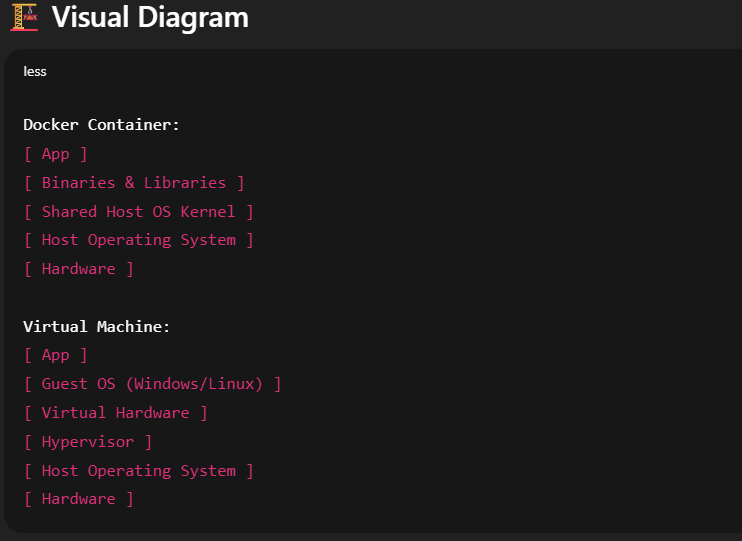 Visual Diagram
less
Docker Container:
[ App ]
[ Binaries & Libraries ]
[ Shared Host OS Kernel ]
[ Host Operating System ]
[ Hardware ]
Virtual Machine:
[ App ]
[ Guest OS (Windows/Linux) ]
[ Virtual Hardware ]
[ Hypervisor ]
[ Host Operating System ]
[ Hardware ]